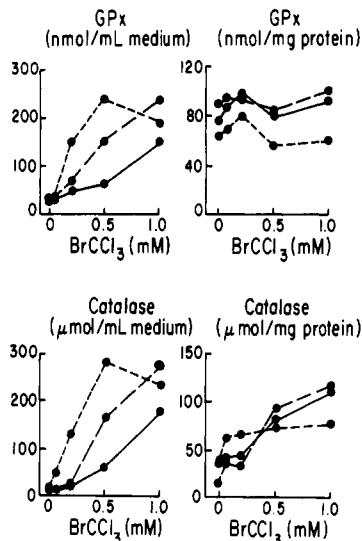 GPx
(nmol/mL medium)
300
200
100
0
0 0.5 1.0
BrCCl3 (mM)
GPx
(nmol/mg protein)
120
80
40
0
0 0.5 1.0
BrCCl3 (mM)
Catalase
(μmol/mL medium)
300
200
100
0
0 0.5 1.0
BrCCl3 (mM)
Catalase
(μmol/mg protein)
150
100
50
0
0 0.5 1.0
BrCCl3 (mM)